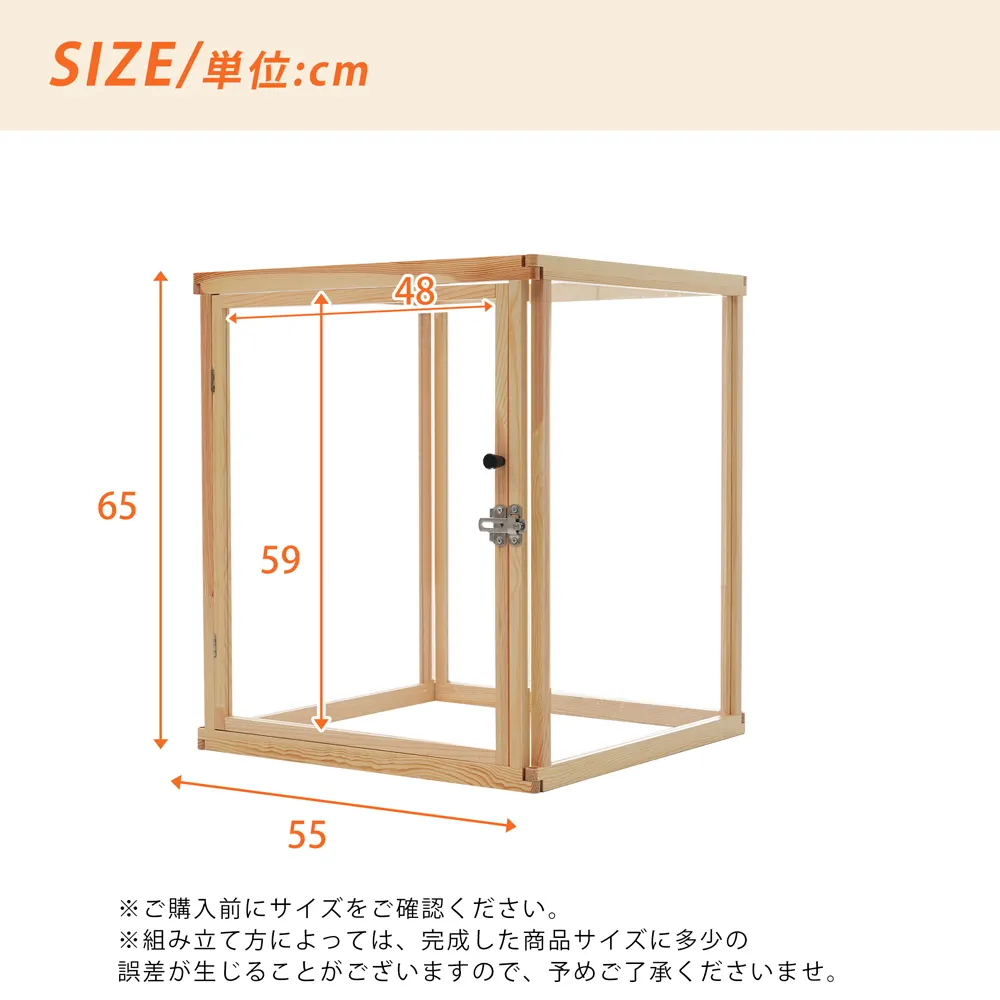 SIZE/単位:cm
48
65
59
55
※ご購入前にサイズをご確認ください。
※組み立て方によっては、完成した商品サイズに多少の
誤差が生じることがございますので、予めご了承くださいませ。